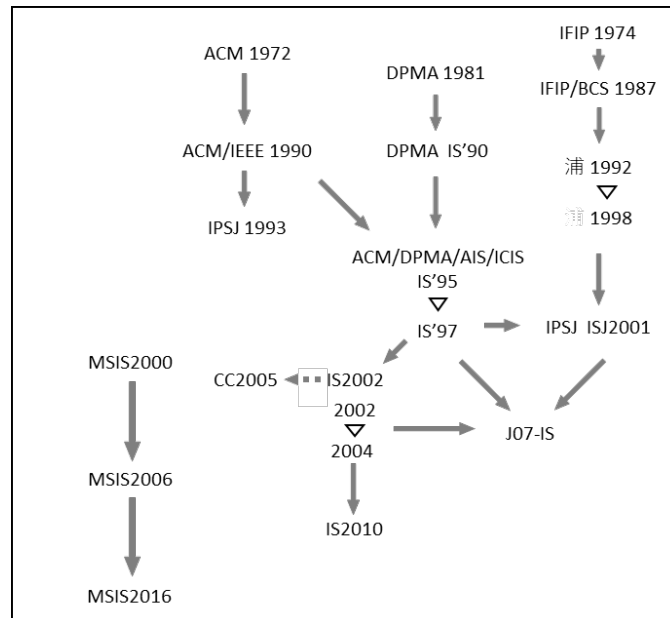 IFIP 1974
ACM 1972
DPMA 1981
IFIP/BCS 1987
ACM/IEEE 1990
DPMA IS’90
浦 1992
IPSJ 1993
1998
ACM/DPMA/AIS/ICIS
IS’95
IS’97
IPSJ ISJ2001
MSIS2000
CC2005
IS2002
2002
2004
J07-IS
MSIS2006
IS2010
MSIS2016